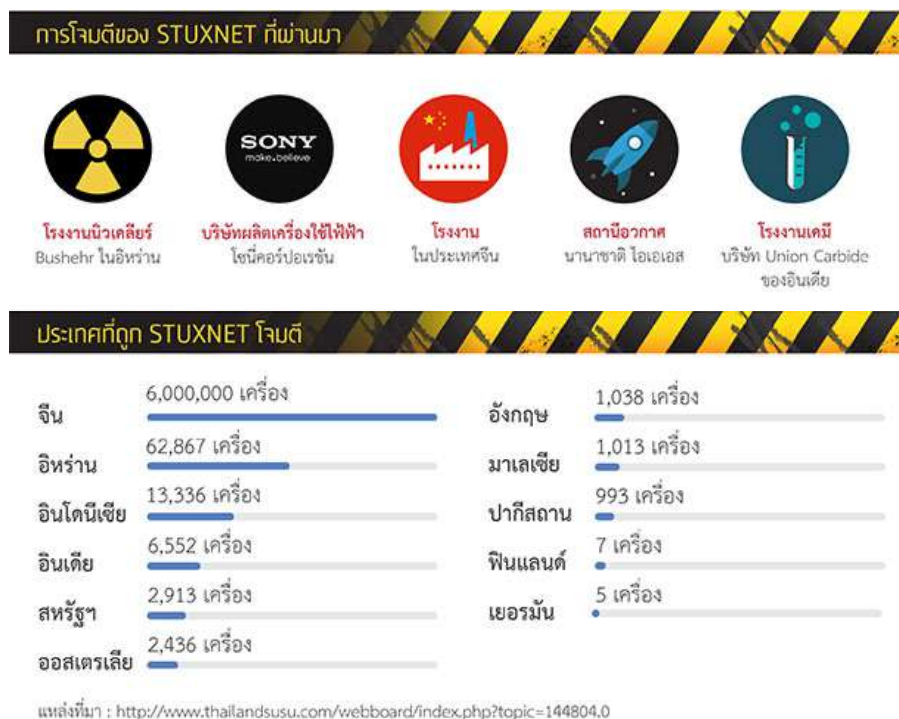 การโจมตีของ STUXNET ที่ผ่านมา
SONY
make.believe
โรงงานนิวเคลียร์
Bushehr ในอิหร่าน
บริษัทผลิตเครื่องใช้ไฟฟ้า
โซนี่คอร์ปอเรชัน
โรงงาน
ในประเทศจีน
สถานีอวกาศ
นานาชาติ ไอเอสเอส
โรงงานเคมี
บริษัท Union Carbide
ของอินเดีย
ประเทศที่ถูก STUXNET โจมตี
จีน
6,000,000 เครื่อง
อิหร่าน
62,867 เครื่อง
อินโดนีเซีย
13,336 เครื่อง
อินเดีย
6,552 เครื่อง
สหรัฐฯ
2,913 เครื่อง
ออสเตรเลีย
2,436 เครื่อง
อังกฤษ
1,038 เครื่อง
มาเลเซีย
1,013 เครื่อง
ปากีสถาน
993 เครื่อง
ฟินแลนด์
7 เครื่อง
เยอรมัน
5 เครื่อง
แหล่งที่มา : http://www.thailandsusu.com/webboard/index.php?topic=144804.0